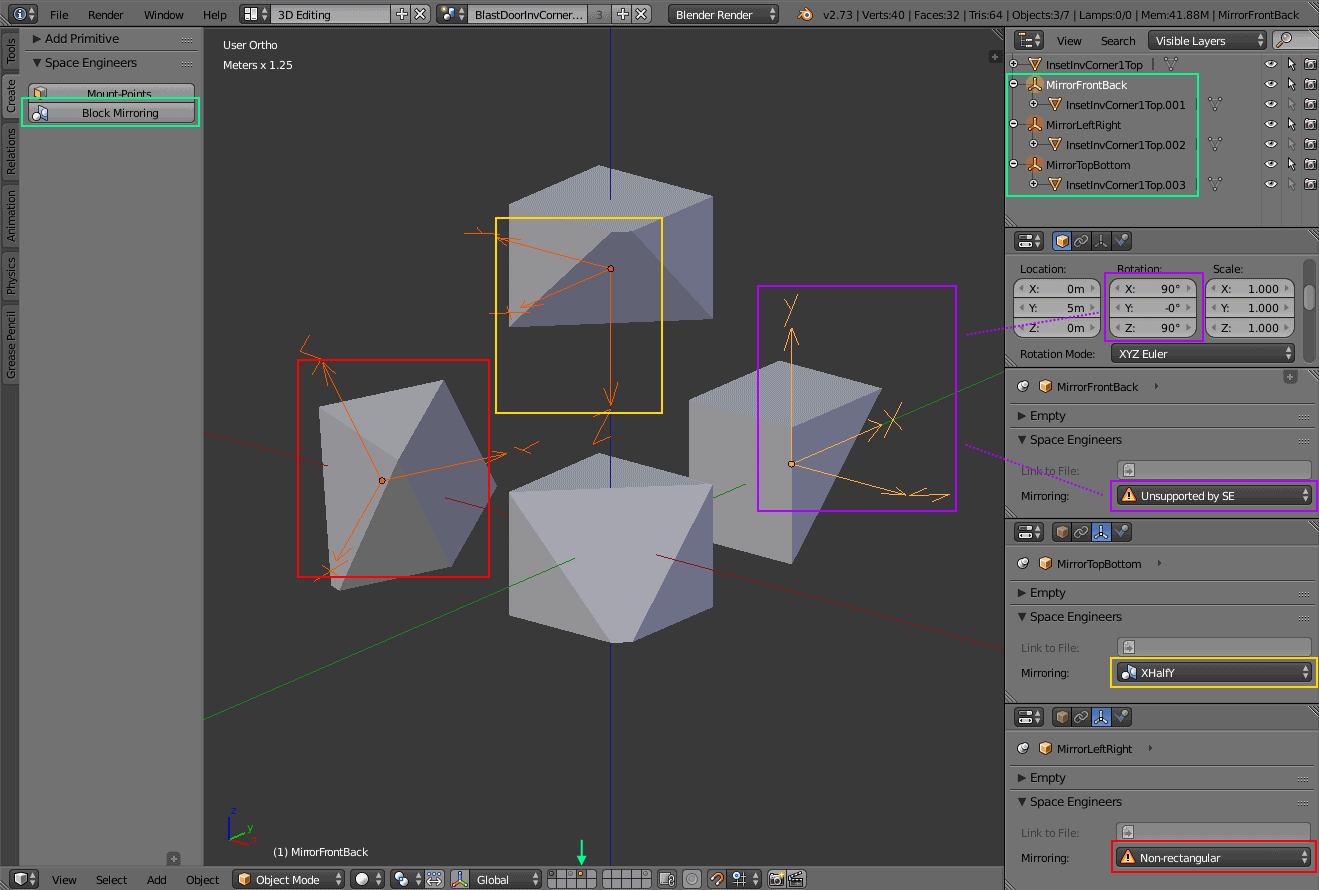 File Render Window Help 3D Editing BlastDoorInvCorner... 3 Blender Render v2.73 | Verts:40 | Faces:32 | Tris:64 | Objects:3/7 | Lamps:0/0 | Mem:41.88M | MirrorFrontBack
Tools
Create
Relations
Animation
Physics
Grease Pencil
Add Primitive
Space Engineers
Mount-Points
Block Mirroring
User Ortho
Meters x 1.25
z
y
x
(1) MirrorFrontBack
View Select Add Object Object Mode Global
View Search Visible Layers
InsetInvCorner1Top
MirrorFrontBack
InsetInvCorner1Top.001
MirrorLeftRight
InsetInvCorner1Top.002
MirrorTopBottom
InsetInvCorner1Top.003
Location: Rotation: Scale:
X: 0m X: 90° X: 1.000
Y: 5m Y: -0° Y: 1.000
Z: 0m Z: 90° Z: 1.000
Rotation Mode: XYZ Euler
MirrorFrontBack
Empty
Space Engineers
Link to File:
Mirroring: Unsupported by SE
MirrorTopBottom
Empty
Space Engineers
Link to File:
Mirroring: XHalfY
MirrorLeftRight
Empty
Space Engineers
Link to File:
Mirroring: Non-rectangular